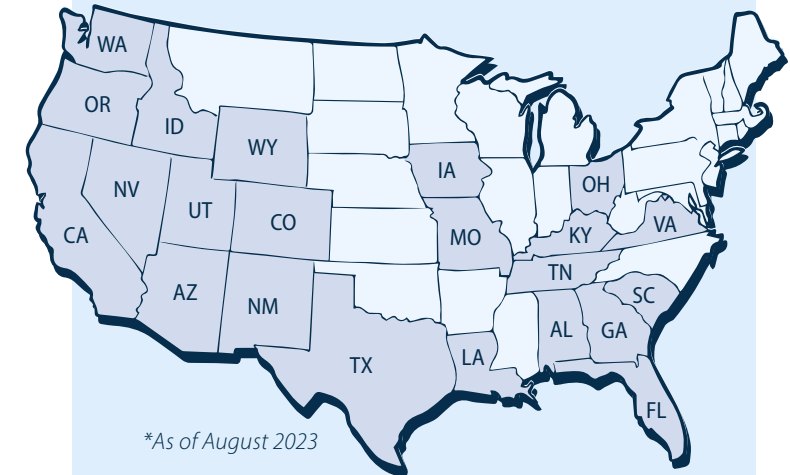 WA
OR
ID
WY
NV
UT
CO
CA
AZ
NM
TX
IA
MO
LA
OH
KY
VA
TN
SC
AL
GA
FL
*As of August 2023